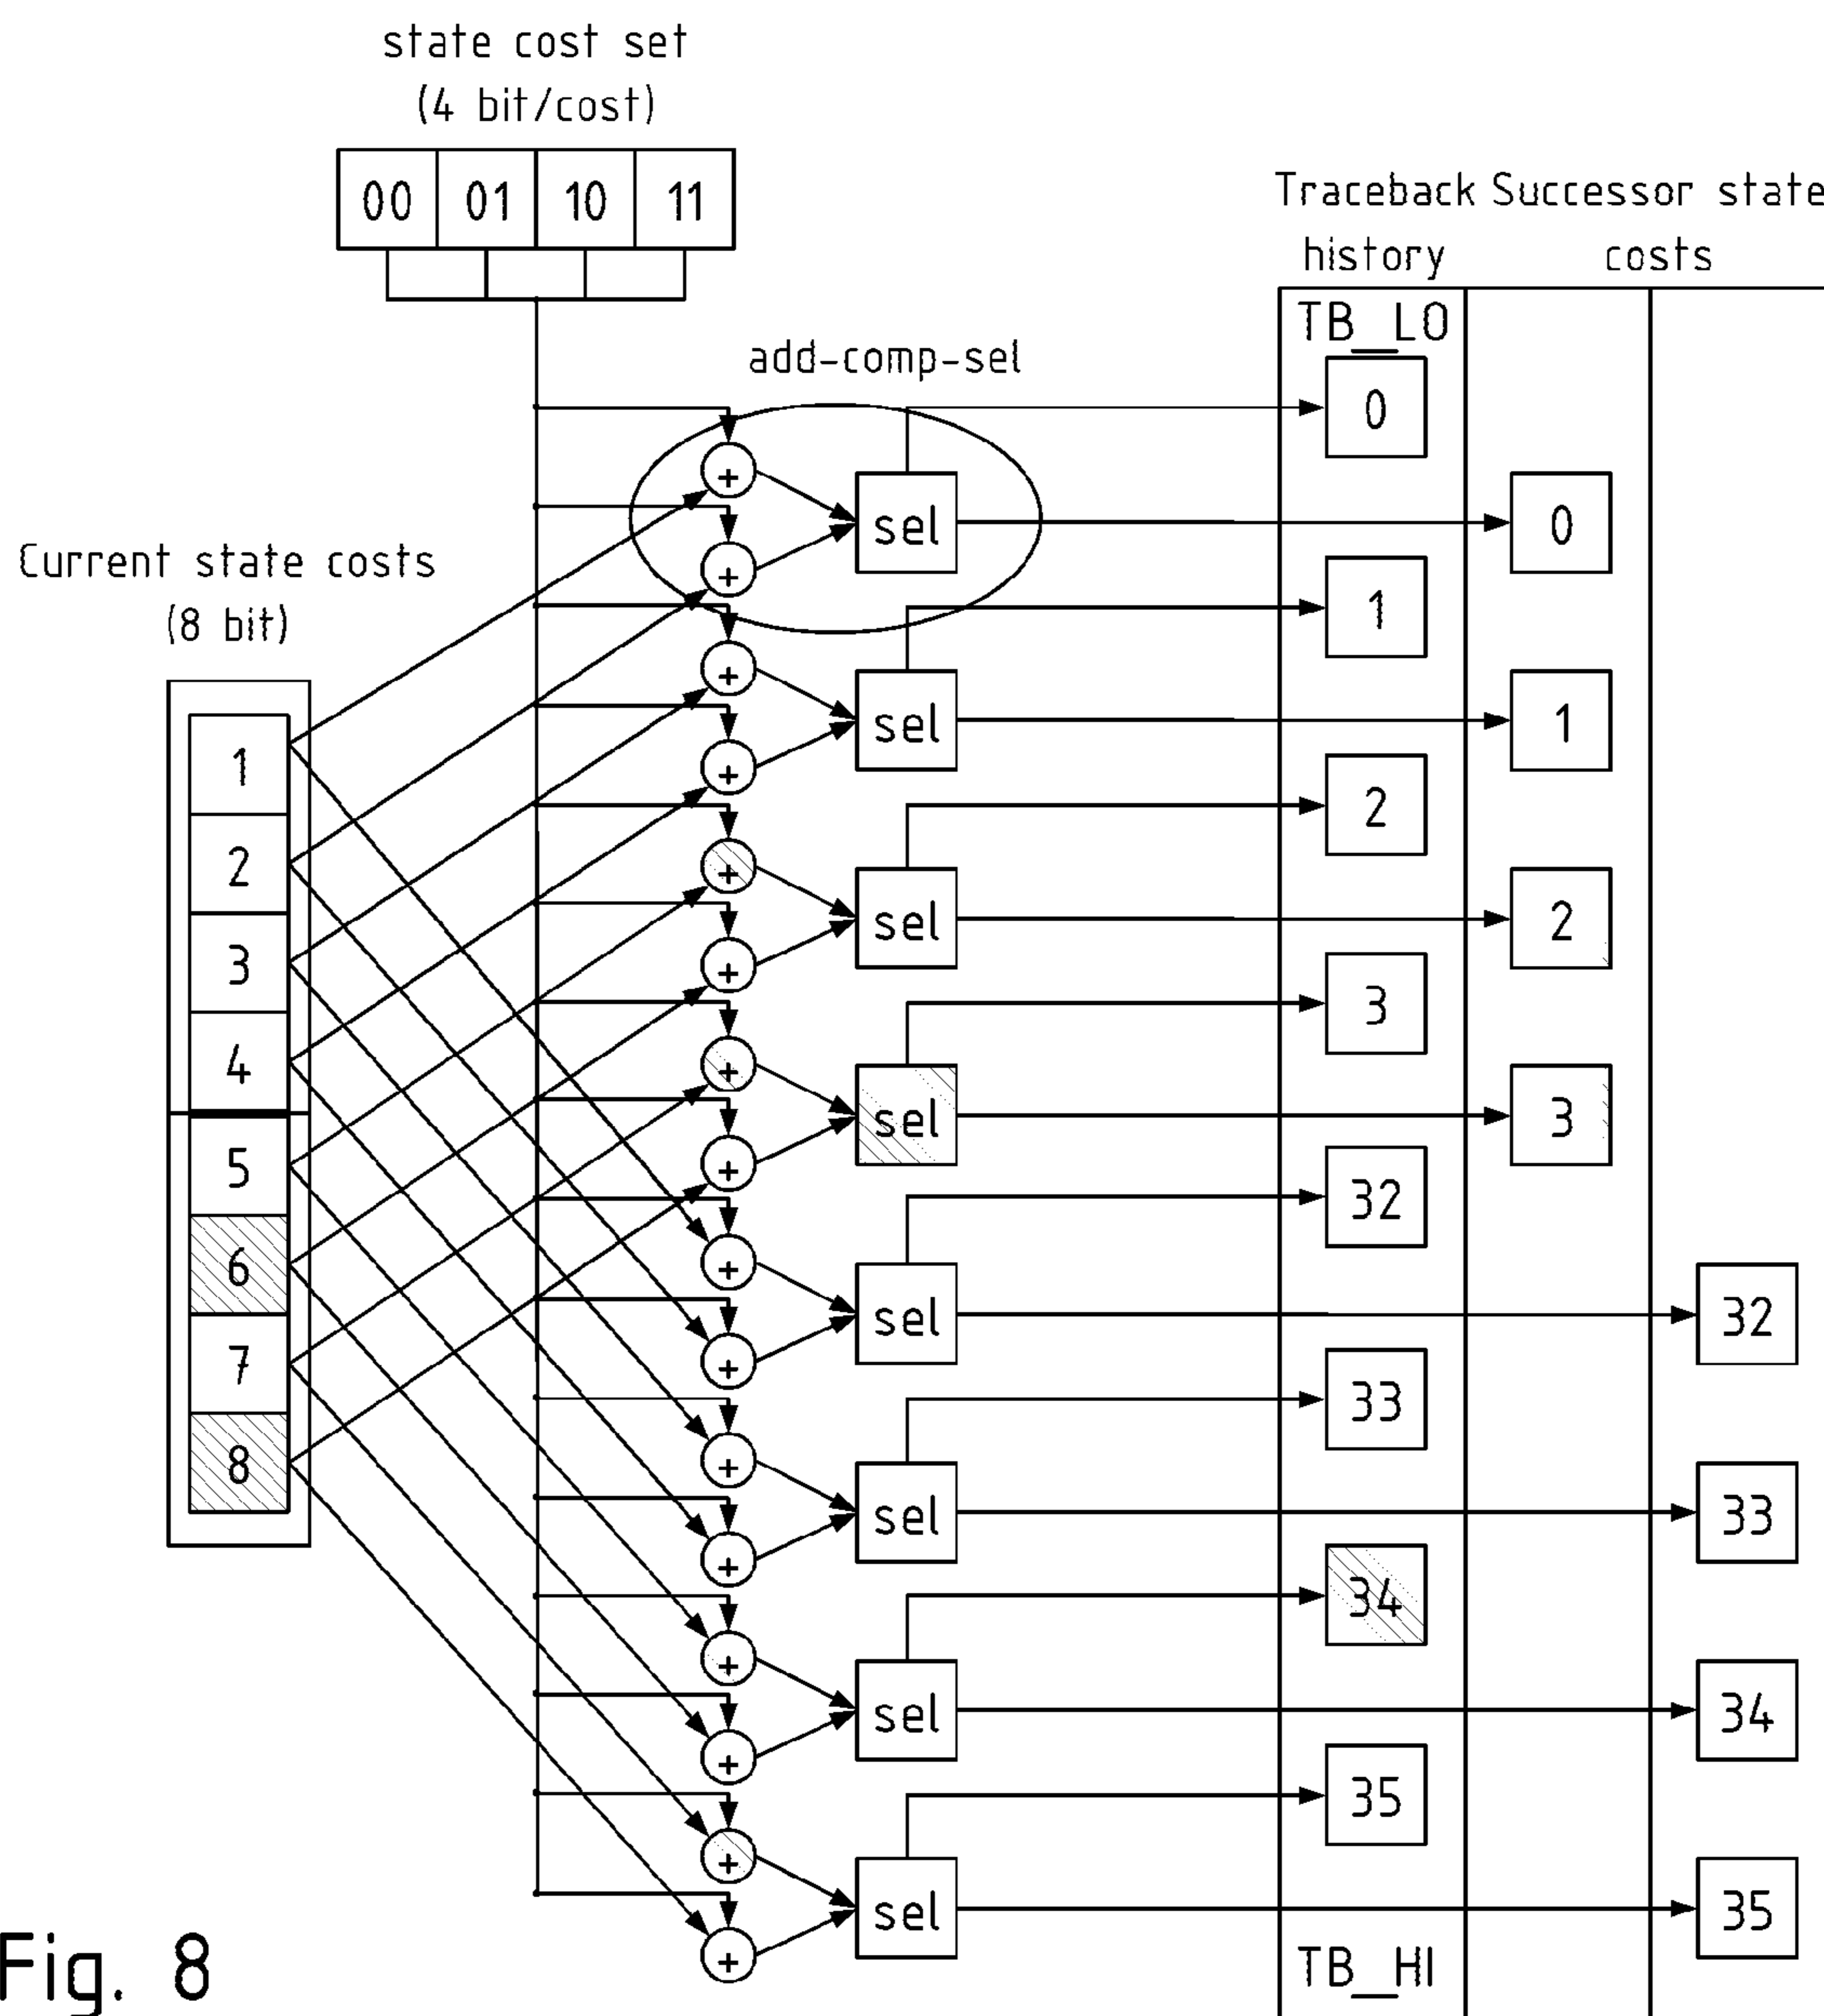 state cost set
(4 bit/cost)
00 01 10 11
Traceback Successor state
history costs
TB_LO
add-comp-sel
0
+
sel
0
+
Current state costs
(8 bit)
1
+
sel
1
+
1
2
3
4
5
6
7
8
2
+
sel
2
+
3
+
sel
3
+
32
+
sel
32
+
33
+
sel
33
+
34
+
sel
34
+
35
+
sel
35
+
TB_HI
Fig. 8